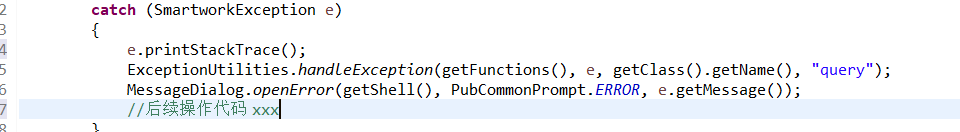 2 catch (SmartworkException e)
3 {
4 e.printStackTrace();
5 ExceptionUtilities.handleException(getFunctions(), e, getClass().getName(), "query");
6 MessageDialog.openError(getShell(), PubCommonPrompt.ERROR, e.getMessage());
7 //后续操作代码 xxx
8 }